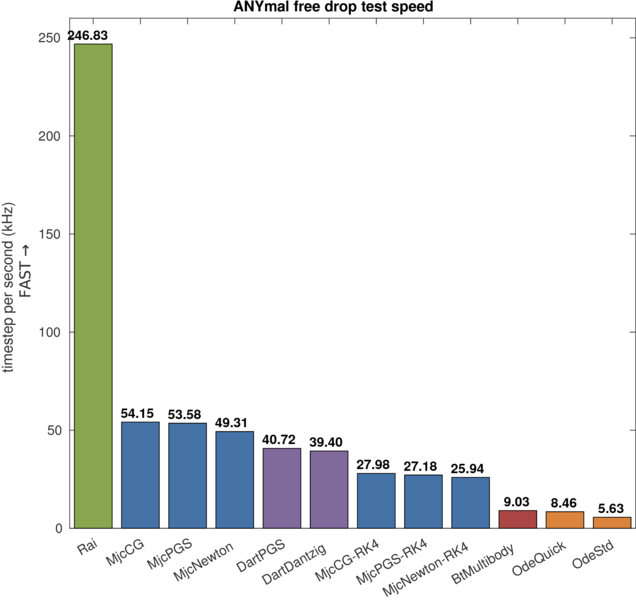 ANYmal free drop test speed
timestep per second (kHz)
FAST →
250
200
150
100
50
0
246.83
54.15
53.58
49.31
40.72
39.40
27.98
27.18
25.94
9.03
8.46
5.63
Rai
MjcCG
MjcPGS
MjcNewton
DartPGS
DartDantzig
MjcCG-RK4
MjcPGS-RK4
MjcNewton-RK4
BtMultibody
OdeQuick
OdeStd